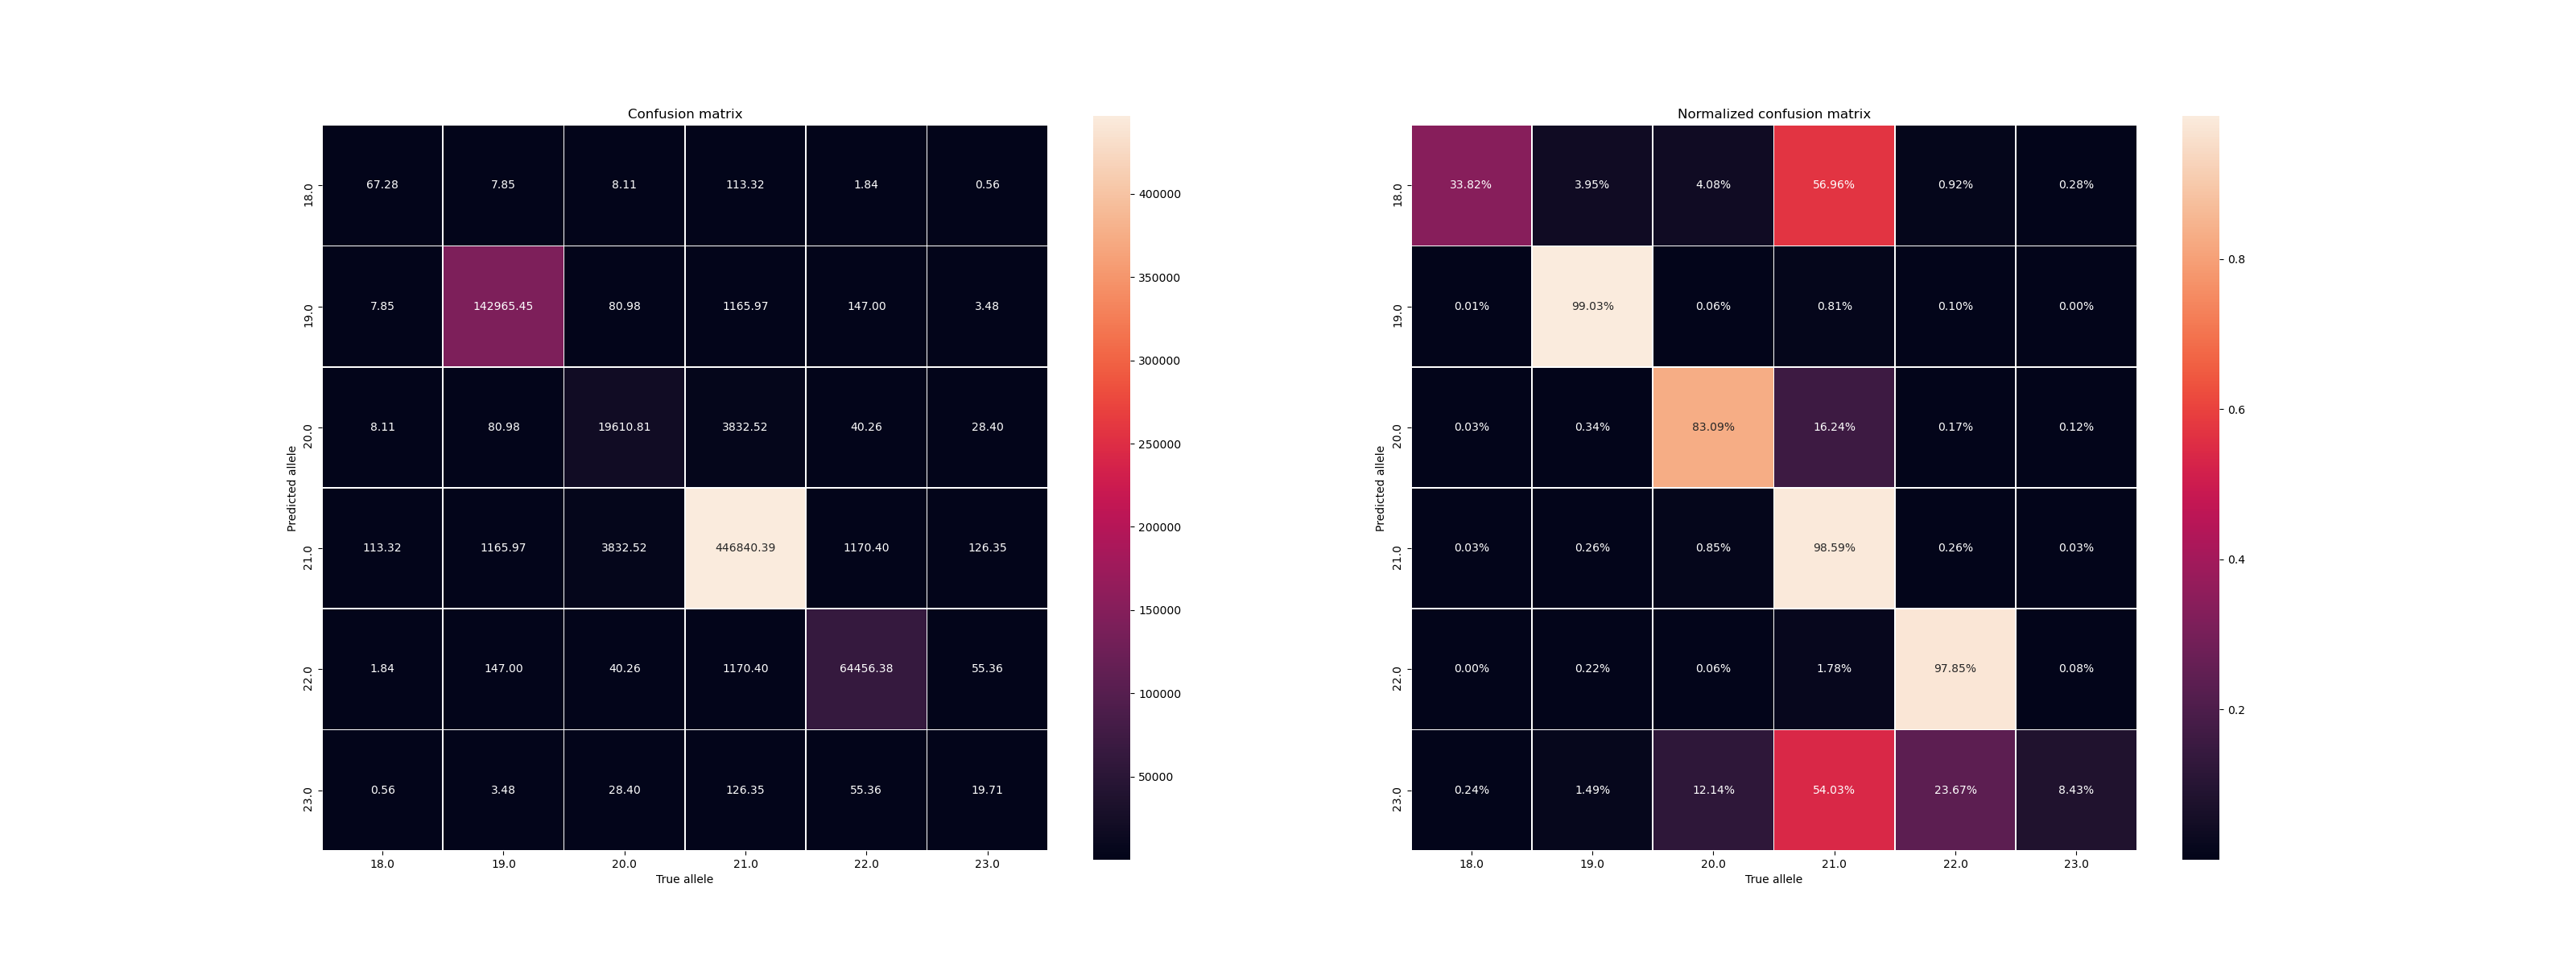 Confusion matrix
18.0 67.28 7.85 8.11 113.32 1.84 0.56
19.0 7.85 142965.45 80.98 1165.97 147.00 3.48
20.0 8.11 80.98 19610.81 3832.52 40.26 28.40
21.0 113.32 1165.97 3832.52 446840.39 1170.40 126.35
22.0 1.84 147.00 40.26 1170.40 64456.38 55.36
23.0 0.56 3.48 28.40 126.35 55.36 19.71
Predicted allele
18.0 19.0 20.0 21.0 22.0 23.0
True allele
400000
350000
300000
250000
200000
150000
100000
50000
Normalized confusion matrix
18.0 33.82% 3.95% 4.08% 56.96% 0.92% 0.28%
19.0 0.01% 99.03% 0.06% 0.81% 0.10% 0.00%
20.0 0.03% 0.34% 83.09% 16.24% 0.17% 0.12%
21.0 0.03% 0.26% 0.85% 98.59% 0.26% 0.03%
22.0 0.00% 0.22% 0.06% 1.78% 97.85% 0.08%
23.0 0.24% 1.49% 12.14% 54.03% 23.67% 8.43%
Predicted allele
18.0 19.0 20.0 21.0 22.0 23.0
True allele
0.8
0.6
0.4
0.2